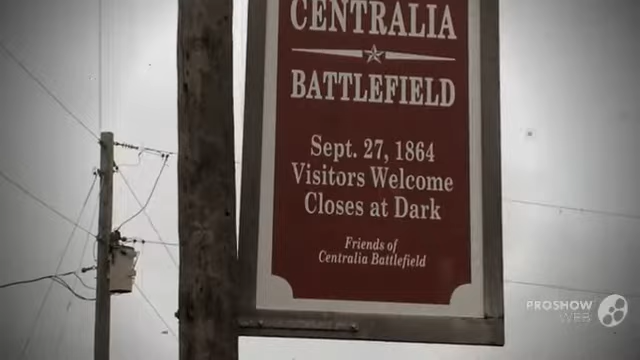 CENTRALIA
BATTLEFIELD
Sept. 27, 1864
Visitors Welcome
Closes at Dark
Friends of
Centralia Battlefield
PROSHOW
WEB